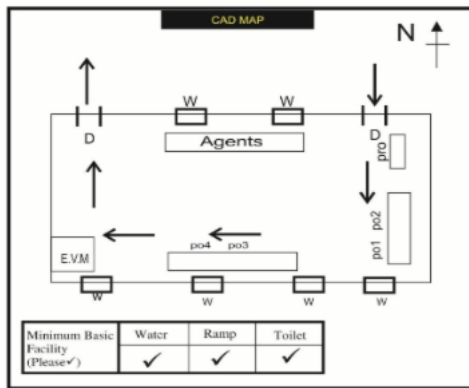 CAD MAP
N
W W
D D
Agents
pro
po1 po2
po4 po3
E.V.M
W W W W
Minimum Basic Water Ramp Toilet
Facility
(Please✓) ✓ ✓ ✓